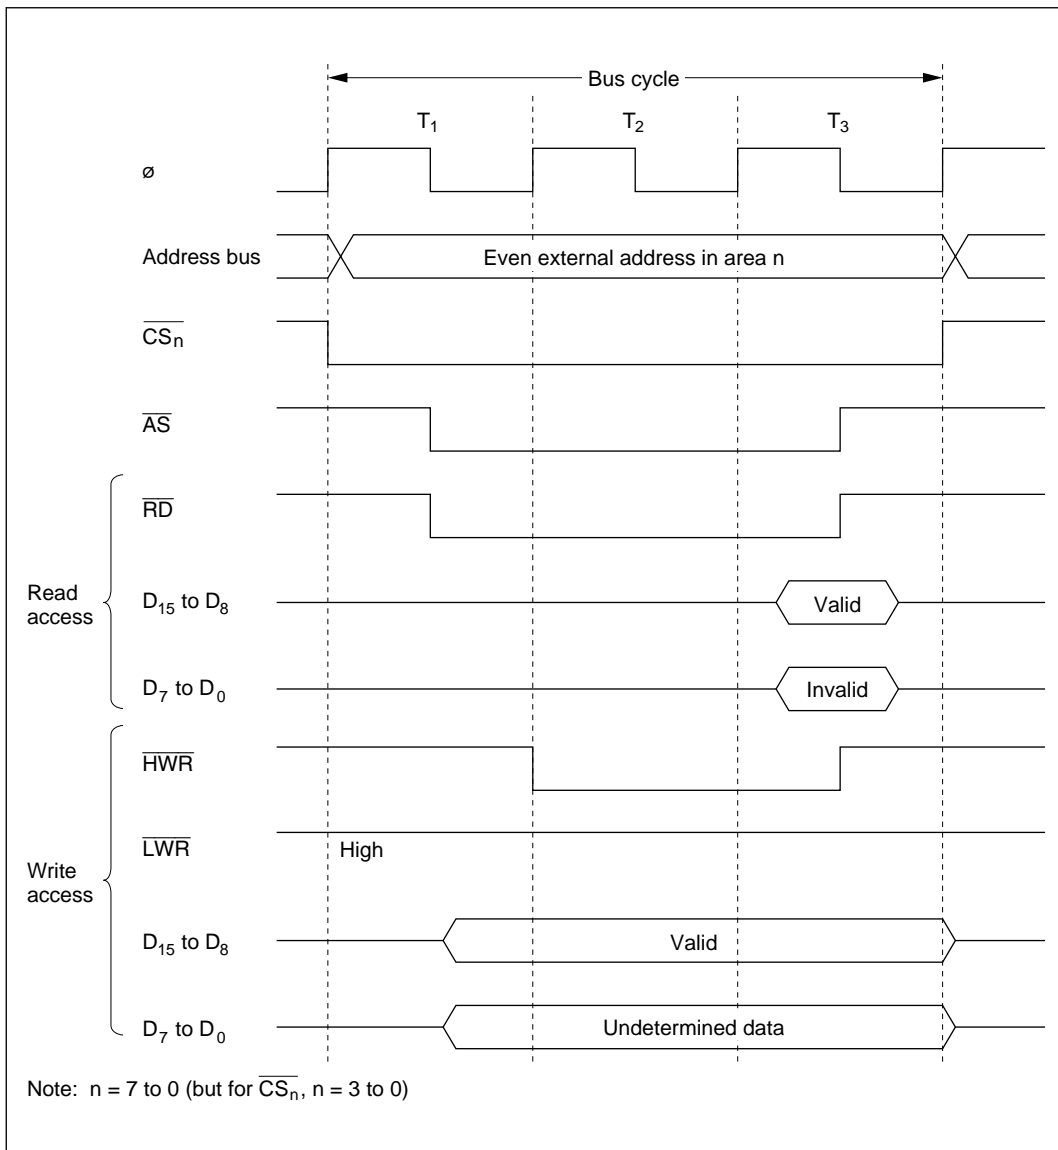 Bus cycle
T1 T2 T3
ø
Address bus Even external address in area n
CSn
AS
RD
Read access
D15 to D8 Valid
D7 to D0 Invalid
HWR
LWR High
Write access
D15 to D8 Valid
D7 to D0 Undetermined data
Note: n = 7 to 0 (but for CSn, n = 3 to 0)